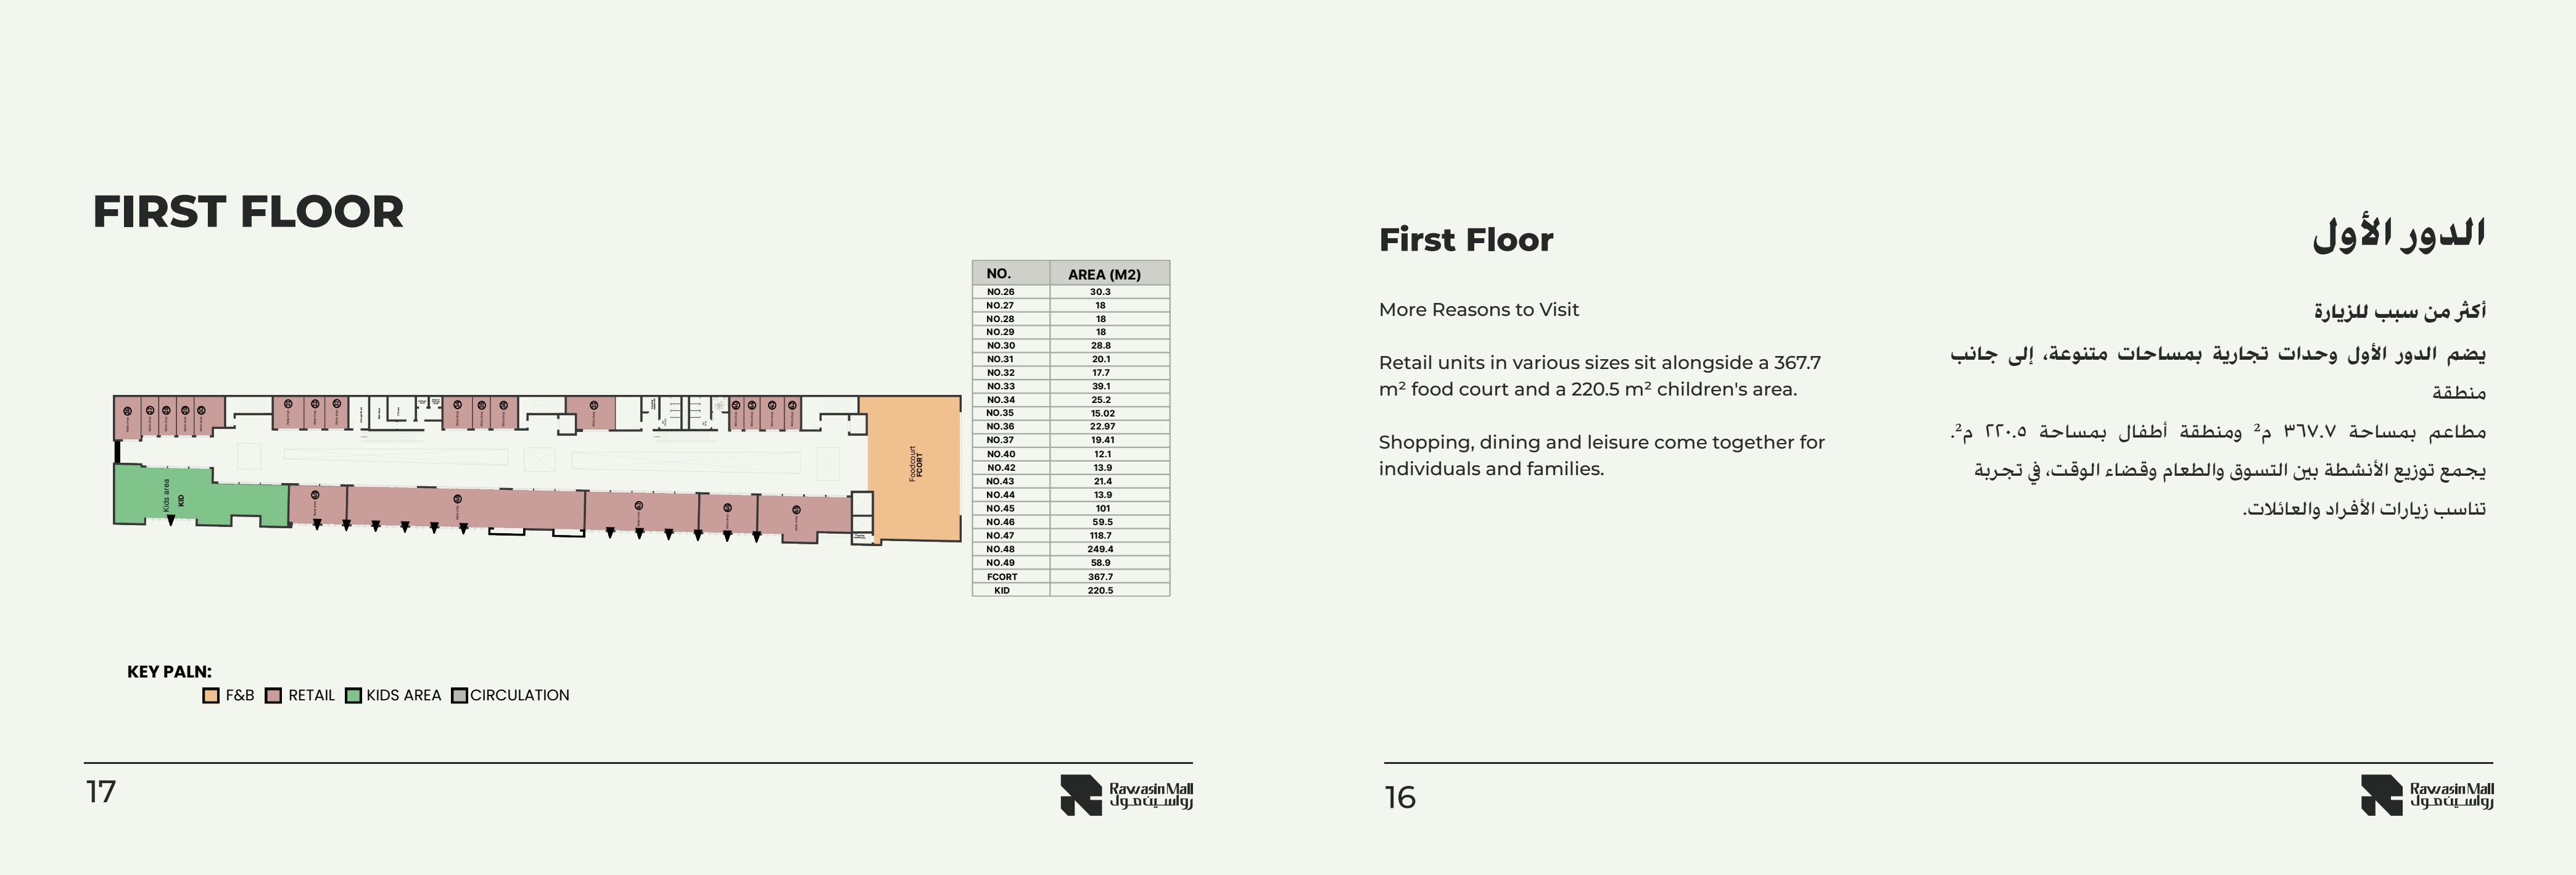 FIRST FLOOR
NO. AREA (M2)
NO.26 30.3
NO.27 18
NO.28 18
NO.29 18
NO.30 28.8
NO.31 20.1
NO.32 17.7
NO.33 39.1
NO.34 25.2
NO.35 15.02
NO.36 22.97
NO.37 19.41
NO.40 12.1
NO.42 13.9
NO.43 21.4
NO.44 13.9
NO.45 101
NO.46 59.5
NO.47 118.7
NO.48 249.4
NO.49 58.9
FCORT 367.7
KID 220.5
Kids area
KID
Foodcourt
FCORT
KEY PALN:
F&B RETAIL KIDS AREA CIRCULATION
17
Rawasin Mall
رواسين مول
First Floor
More Reasons to Visit
Retail units in various sizes sit alongside a 367.7
m² food court and a 220.5 m² children's area.
Shopping, dining and leisure come together for
individuals and families.
الدور الأول
أكثر من سبب للزيارة
يضم الدور الأول وحدات تجارية بمساحات متنوعة، إلى جانب
منطقة
مطاعم بمساحة ٣٦٧.٧ م² ومنطقة أطفال بمساحة ٢٢٠.٥ م².
يجمع توزيع الأنشطة بين التسوق والطعام وقضاء الوقت، في تجربة
تناسب زيارات الأفراد والعائلات.
16
Rawasin Mall
رواسين مول